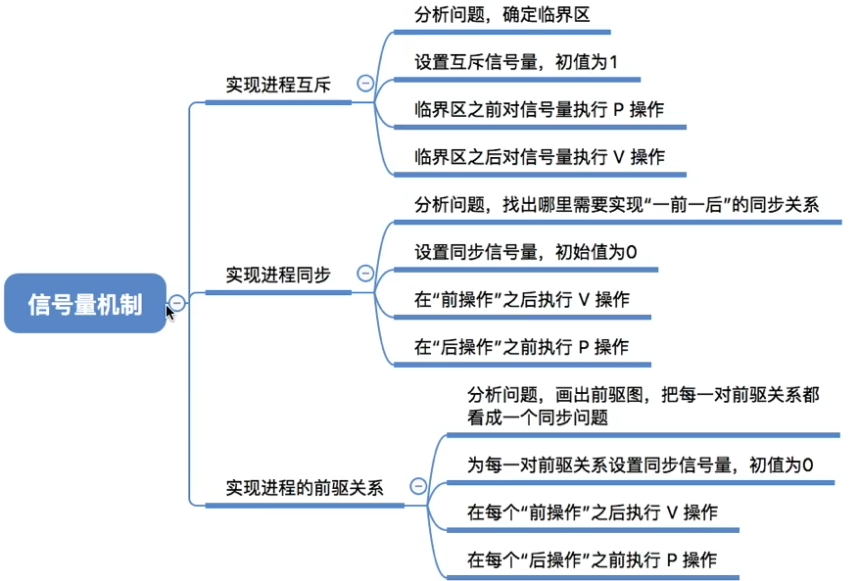 信号量机制
实现进程互斥
分析问题，确定临界区
设置互斥信号量，初值为1
临界区之前对信号量执行 P 操作
临界区之后对信号量执行 V 操作
实现进程同步
分析问题，找出哪里需要实现“一前一后”的同步关系
设置同步信号量，初始值为0
在“前操作”之后执行 V 操作
在“后操作”之前执行 P 操作
实现进程的前驱关系
分析问题，画出前驱图，把每一对前驱关系都
看成一个同步问题
为每一对前驱关系设置同步信号量，初值为0
在每个“前操作”之后执行 V 操作
在每个“后操作”之前执行 P 操作